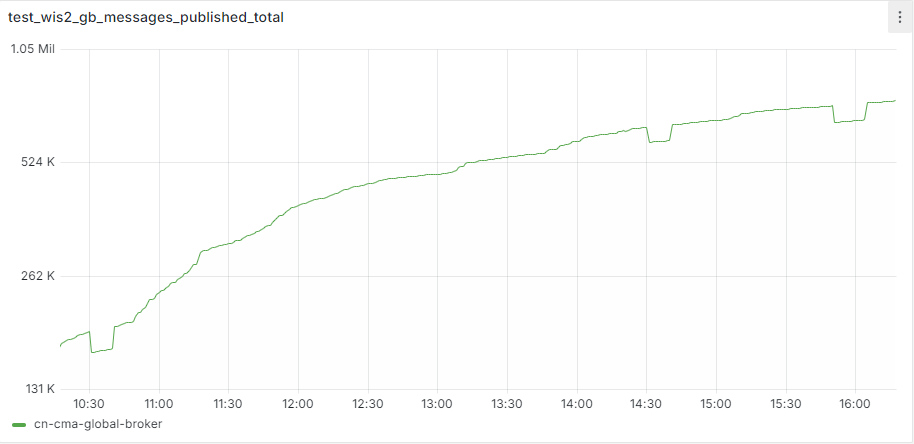 test_wis2_gb_messages_published_total
1.05 Mil
524 K
262 K
131 K
10:30 11:00 11:30 12:00 12:30 13:00 13:30 14:00 14:30 15:00 15:30 16:00
cn-cma-global-broker